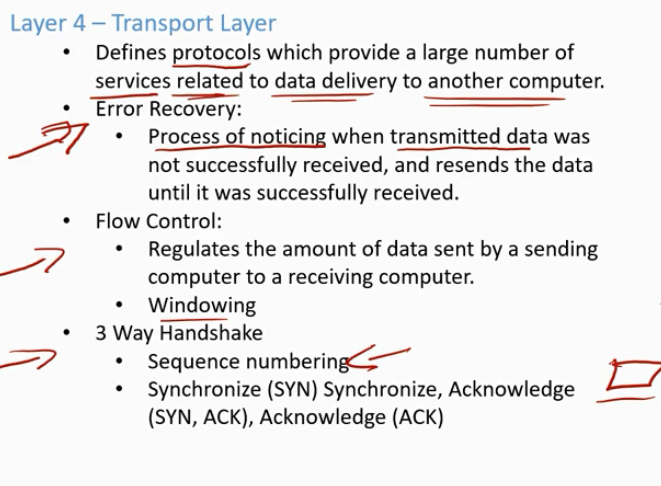 Layer 4 – Transport Layer
• Defines protocols which provide a large number of
services related to data delivery to another computer.
• Error Recovery:
• Process of noticing when transmitted data was
not successfully received, and resends the data
until it was successfully received.
• Flow Control:
• Regulates the amount of data sent by a sending
computer to a receiving computer.
• Windowing
• 3 Way Handshake
• Sequence numbering
• Synchronize (SYN) Synchronize, Acknowledge
(SYN, ACK), Acknowledge (ACK)